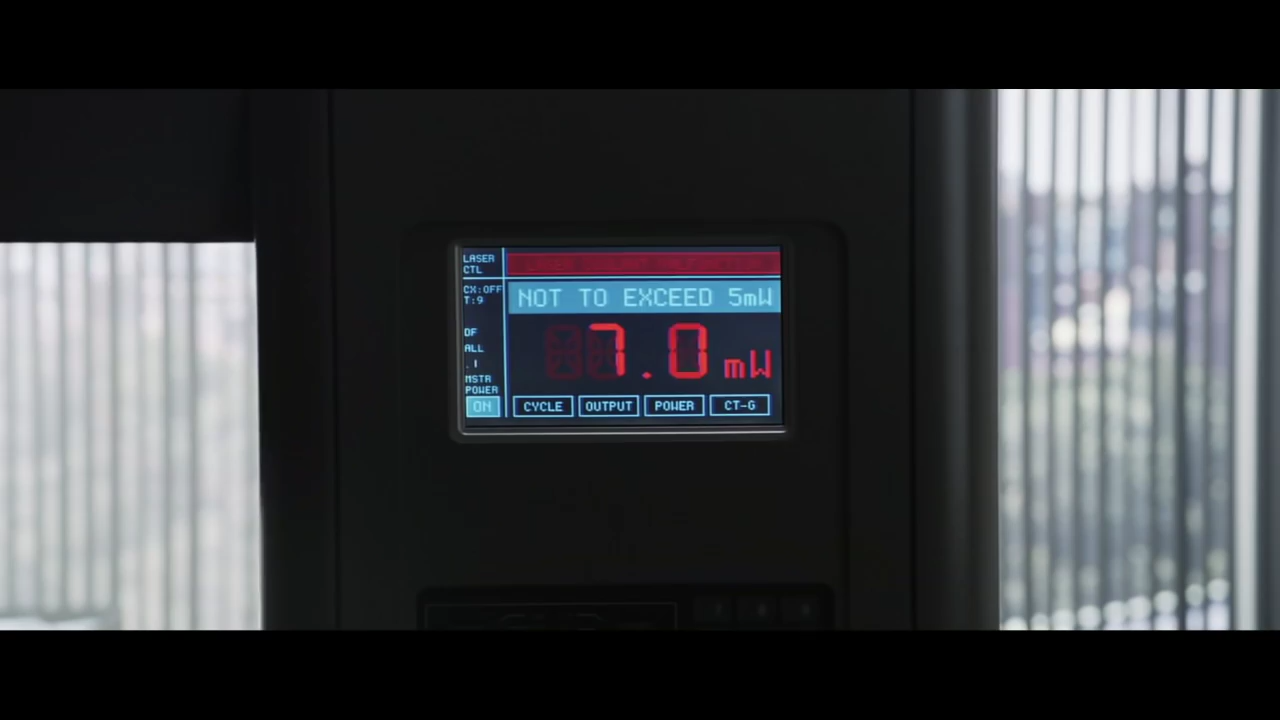 LASER
CTL
NOT TO EXCEED 5mW
CX:OFF
T:9
7.0 mW
DF
ALL
.1
MSTR
POWER
ON
CYCLE
OUTPUT
POWER
CT-G